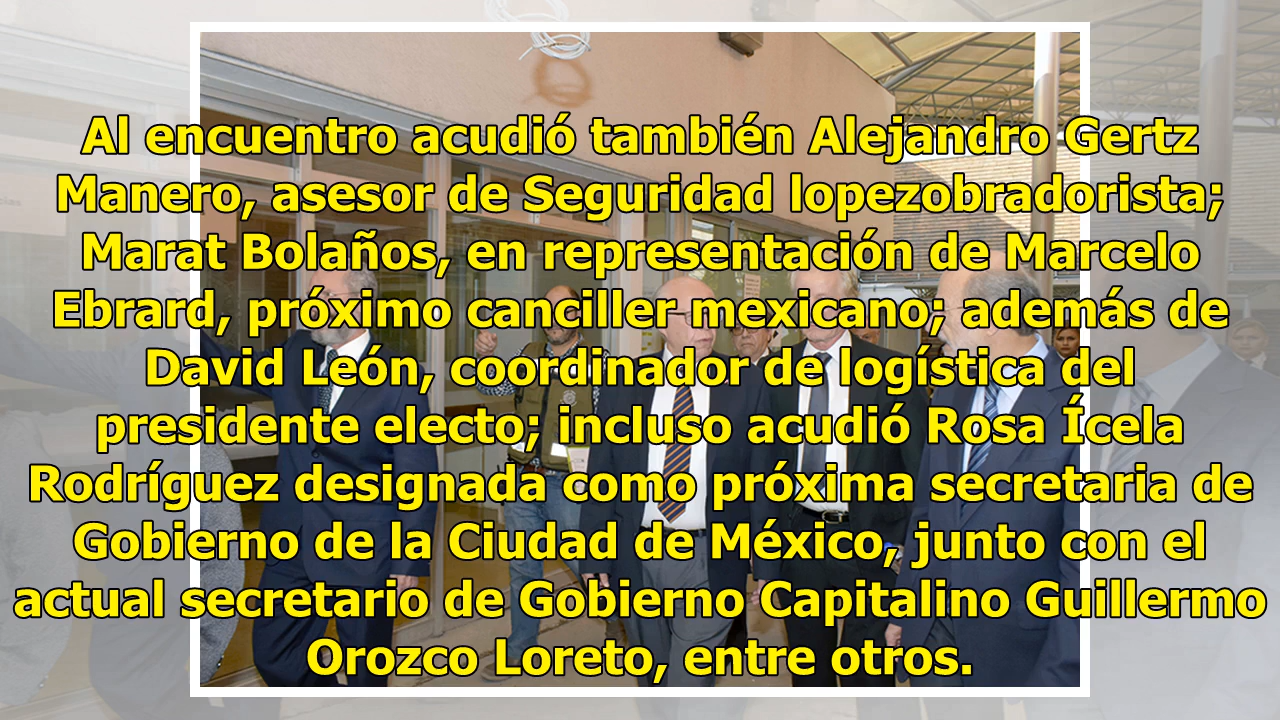 Al encuentro acudió también Alejandro Gertz
Manero, asesor de Seguridad lopezobradorista;
Marat Bolaños, en representación de Marcelo
Ebrard, próximo canciller mexicano; además de
David León, coordinador de logística del
presidente electo; incluso acudió Rosa Ícela
Rodríguez designada como próxima secretaria de
Gobierno de la Ciudad de México, junto con el
actual secretario de Gobierno Capitalino Guillermo
Orozco Loreto, entre otros.